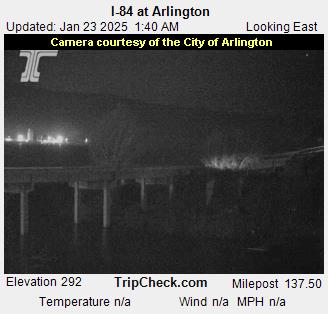 I-84 at Arlington
Updated: Jan 23 2025 1:40 AM Looking East
Camera courtesy of the City of Arlington
Elevation 292 TripCheck.com Milepost 137.50
Temperature n/a Wind n/a MPH n/a